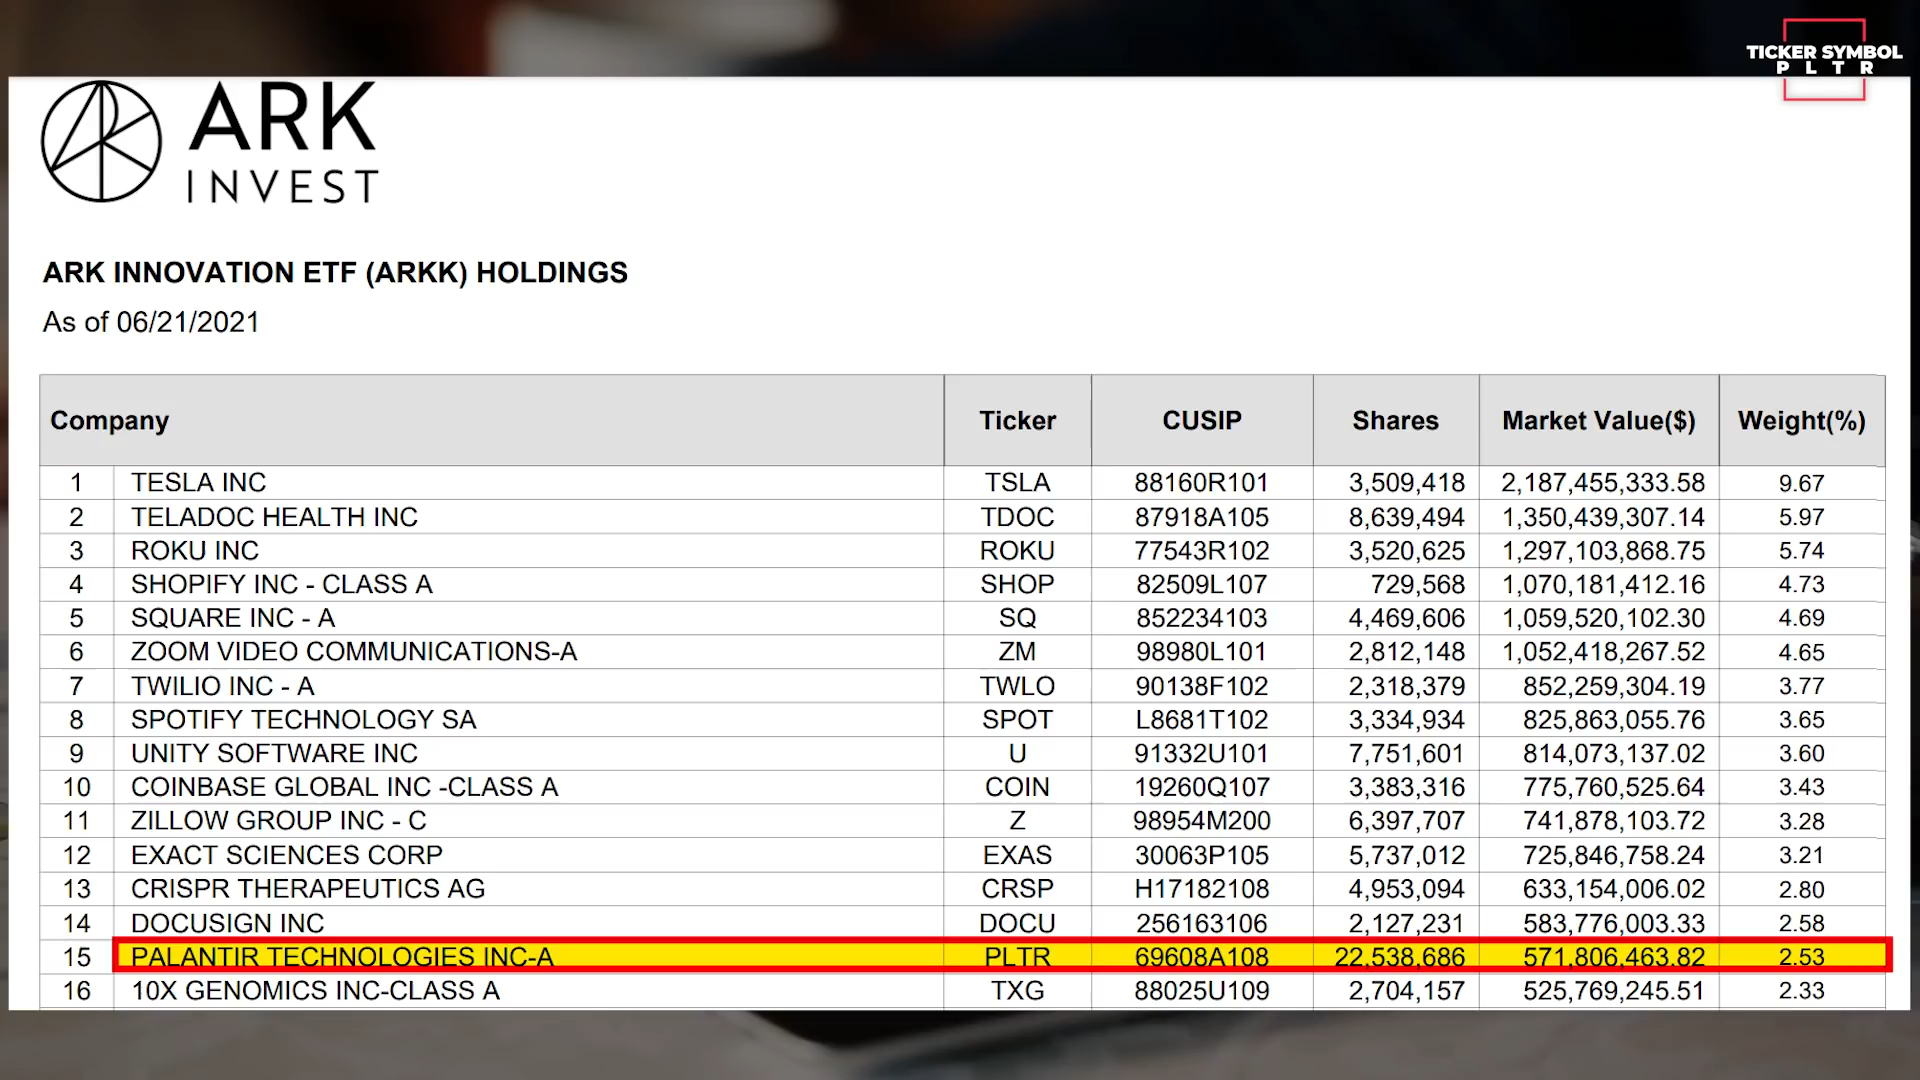 TICKER SYMBOL
PLTR
ARK
INVEST
ARK INNOVATION ETF (ARKK) HOLDINGS
As of 06/21/2021
Company Ticker CUSIP Shares Market Value($) Weight(%)
1 TESLA INC TSLA 88160R101 3,509,418 2,187,455,333.58 9.67
2 TELADOC HEALTH INC TDOC 87918A105 8,639,494 1,350,439,307.14 5.97
3 ROKU INC ROKU 77543R102 3,520,625 1,297,103,868.75 5.74
4 SHOPIFY INC - CLASS A SHOP 82509L107 729,568 1,070,181,412.16 4.73
5 SQUARE INC - A SQ 852234103 4,469,606 1,059,520,102.30 4.69
6 ZOOM VIDEO COMMUNICATIONS-A ZM 98980L101 2,812,148 1,052,418,267.52 4.65
7 TWILIO INC - A TWLO 90138F102 2,318,379 852,259,304.19 3.77
8 SPOTIFY TECHNOLOGY SA SPOT L8681T102 3,334,934 825,863,055.76 3.65
9 UNITY SOFTWARE INC U 91332U101 7,751,601 814,073,137.02 3.60
10 COINBASE GLOBAL INC -CLASS A COIN 19260Q107 3,383,316 775,760,525.64 3.43
11 ZILLOW GROUP INC - C Z 98954M200 6,397,707 741,878,103.72 3.28
12 EXACT SCIENCES CORP EXAS 30063P105 5,737,012 725,846,758.24 3.21
13 CRISPR THERAPEUTICS AG CRSP H17182108 4,953,094 633,154,006.02 2.80
14 DOCUSIGN INC DOCU 256163106 2,127,231 583,776,003.33 2.58
15 PALANTIR TECHNOLOGIES INC-A PLTR 69608A108 22,538,686 571,806,463.82 2.53
16 10X GENOMICS INC-CLASS A TXG 88025U109 2,704,157 525,769,245.51 2.33